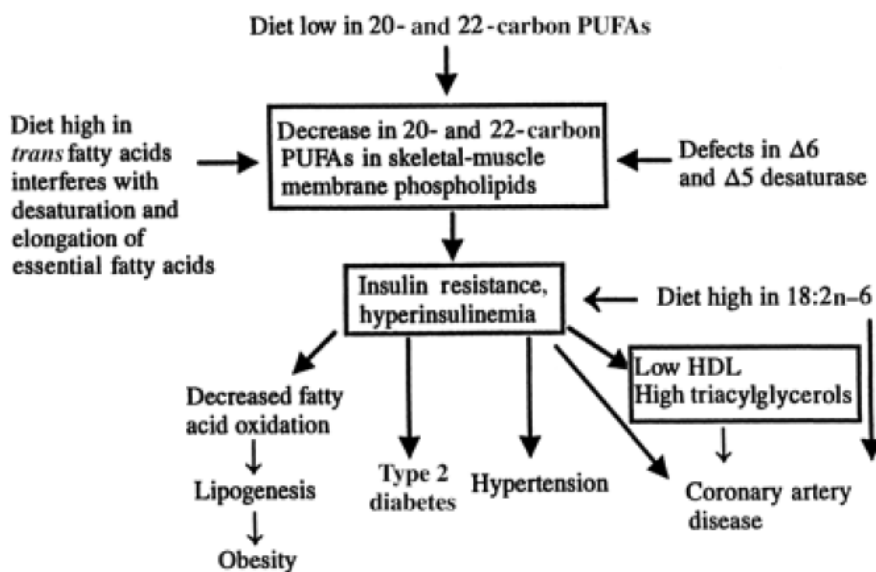 Diet low in 20- and 22-carbon PUFAs
Diet high in
trans fatty acids
interferes with
desaturation and
elongation of
essential fatty acids
Decrease in 20- and 22-carbon
PUFAs in skeletal-muscle
membrane phospholipids
Defects in Δ6
and Δ5 desaturase
Insulin resistance,
hyperinsulinemia
Diet high in 18:2n–6
Low HDL
High triacylglycerols
Decreased fatty
acid oxidation
Lipogenesis
Obesity
Type 2
diabetes
Hypertension
Coronary artery
disease